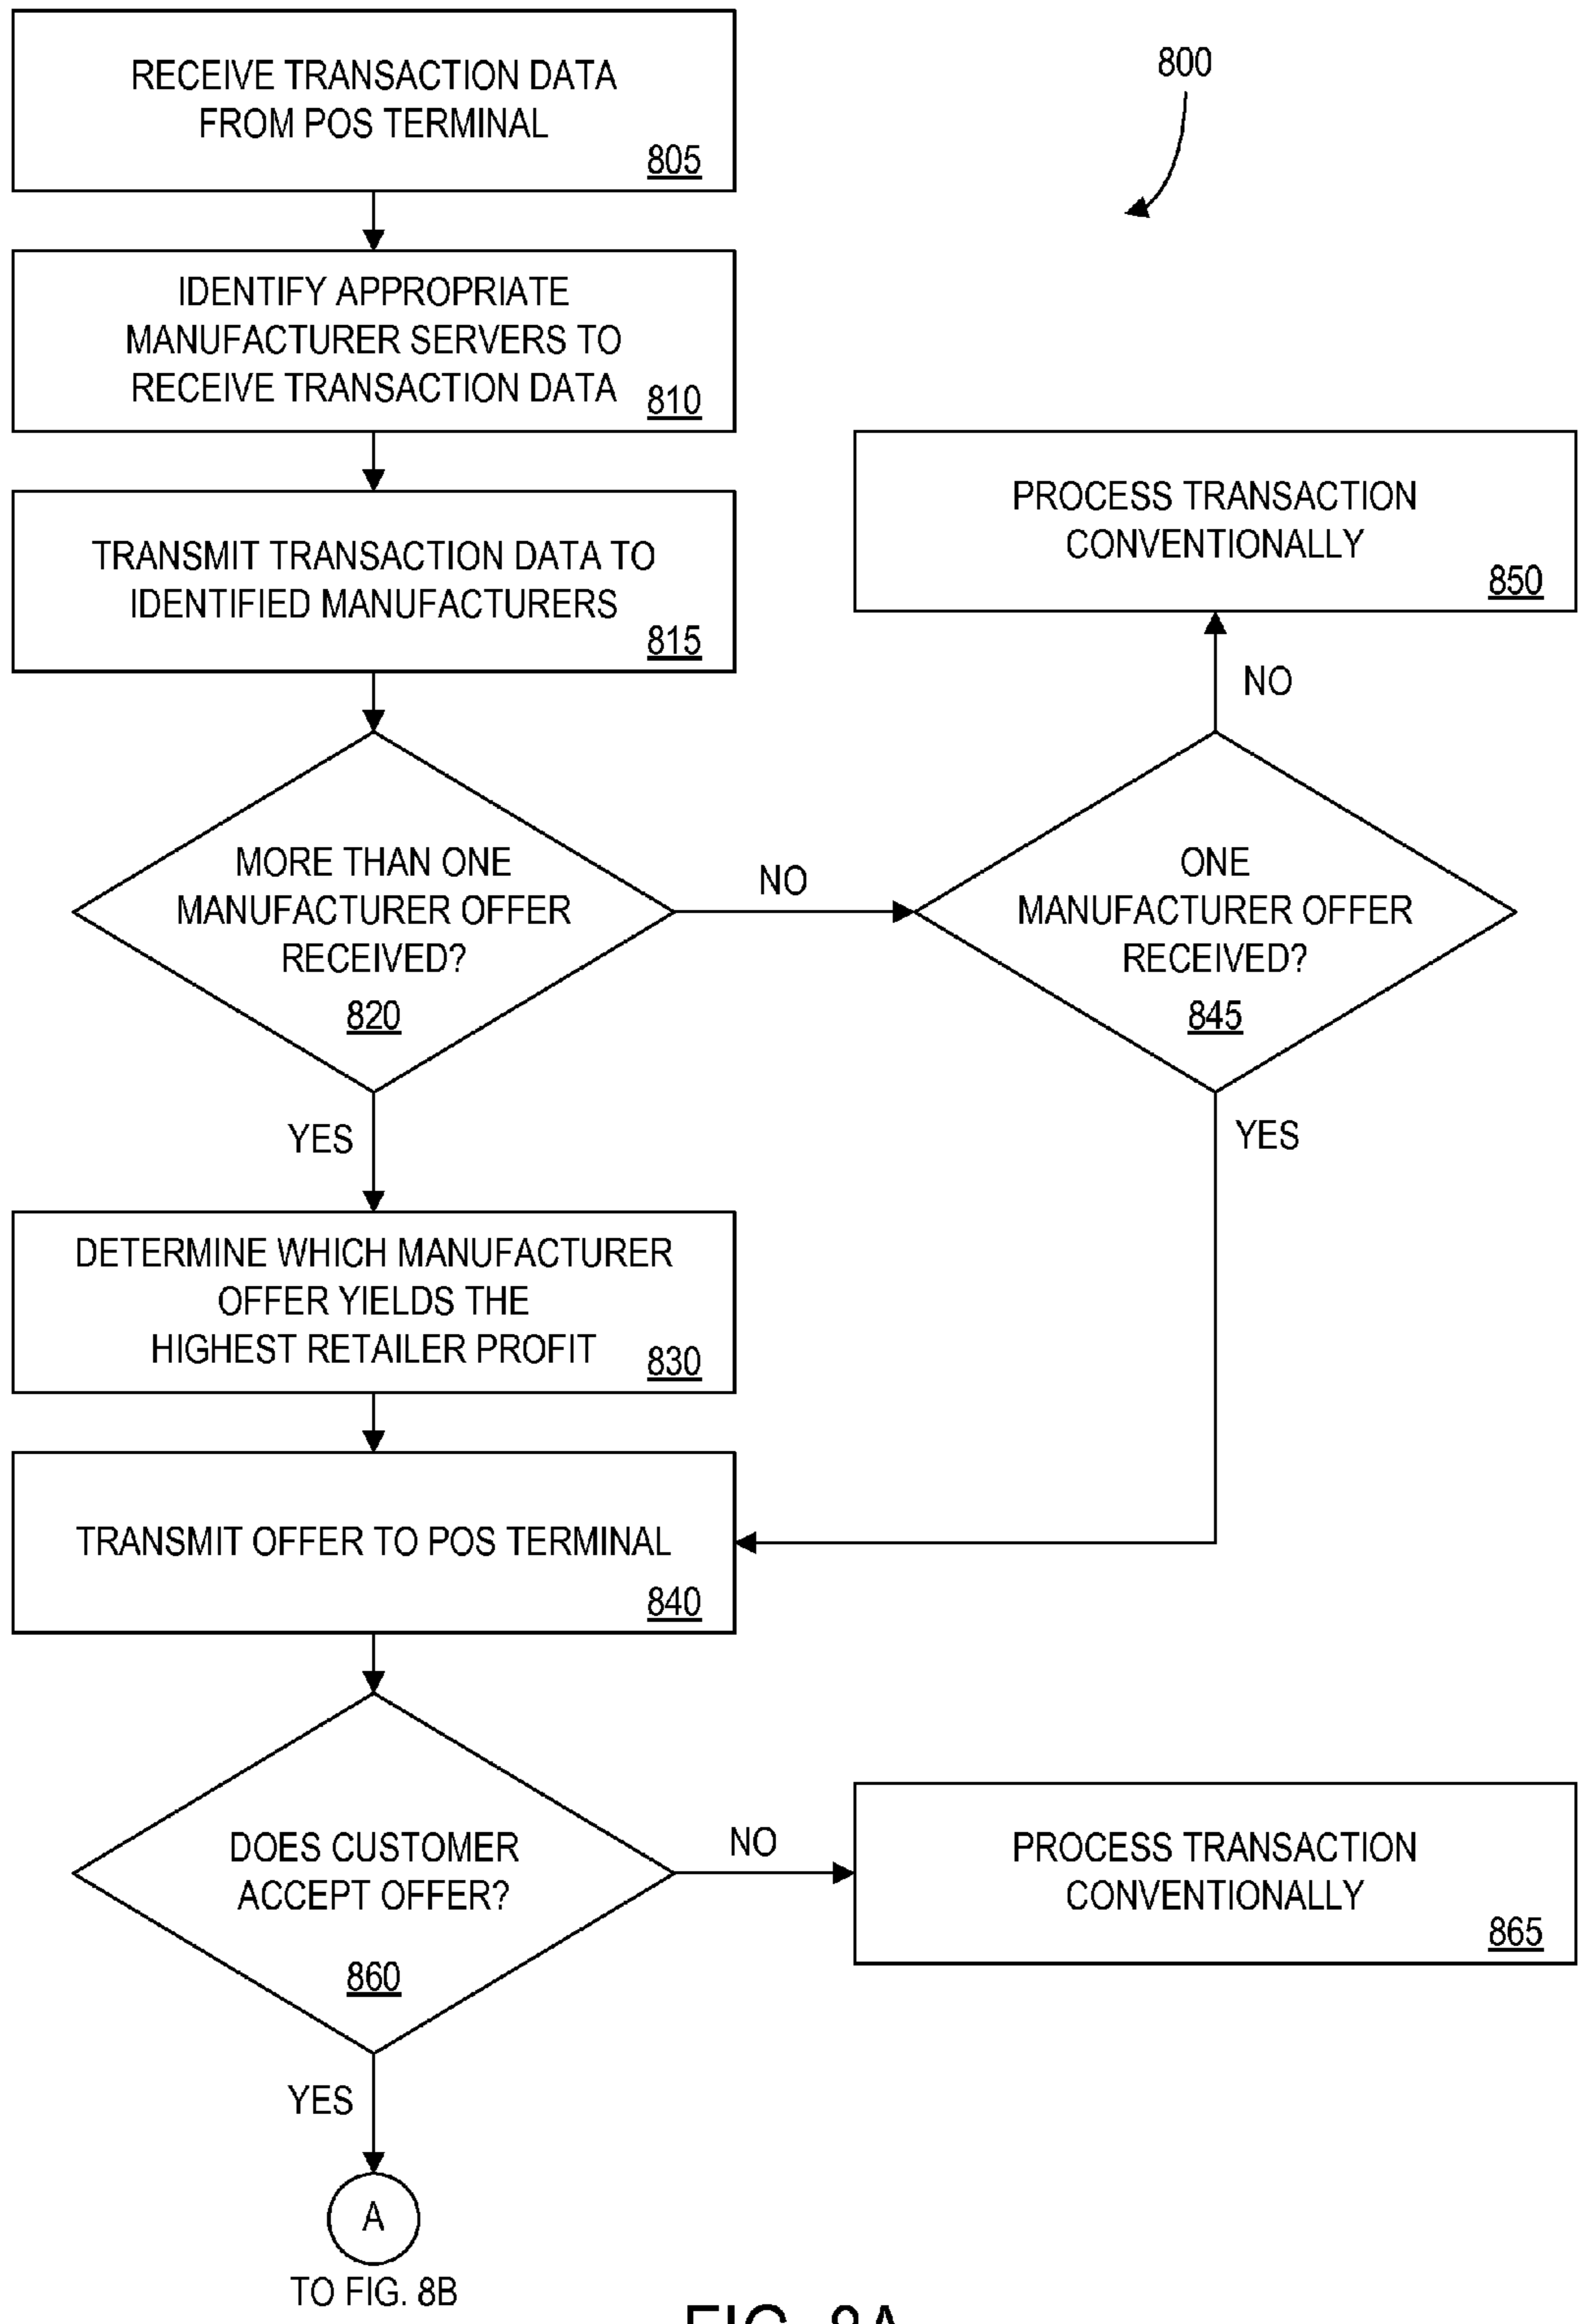 800
RECEIVE TRANSACTION DATA
FROM POS TERMINAL
805
IDENTIFY APPROPRIATE
MANUFACTURER SERVERS TO
RECEIVE TRANSACTION DATA
810
TRANSMIT TRANSACTION DATA TO
IDENTIFIED MANUFACTURERS
815
PROCESS TRANSACTION
CONVENTIONALLY
850
NO
MORE THAN ONE
MANUFACTURER OFFER
RECEIVED?
820
NO
ONE
MANUFACTURER OFFER
RECEIVED?
845
YES
YES
DETERMINE WHICH MANUFACTURER
OFFER YIELDS THE
HIGHEST RETAILER PROFIT
830
TRANSMIT OFFER TO POS TERMINAL
840
DOES CUSTOMER
ACCEPT OFFER?
860
NO
PROCESS TRANSACTION
CONVENTIONALLY
865
YES
A
TO FIG. 8B
FIG. 8A